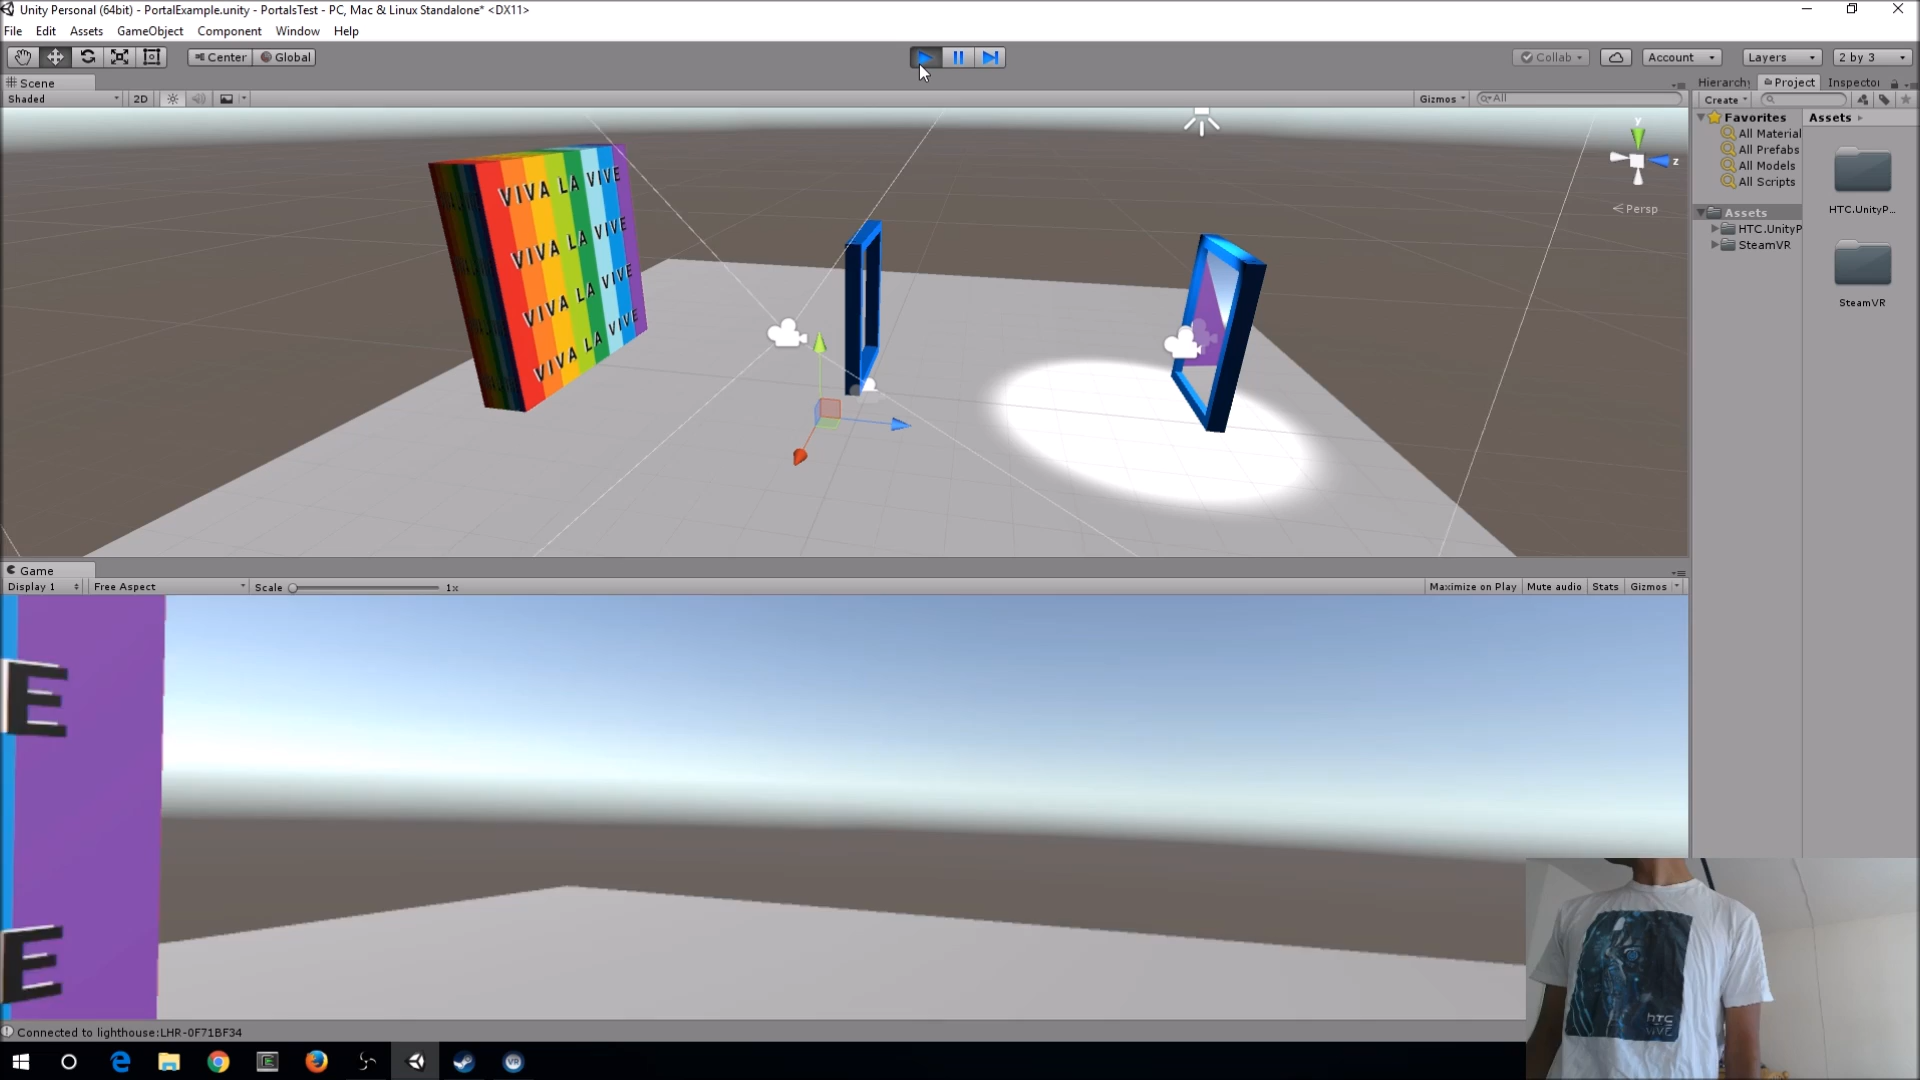 Unity Personal (64bit) - PortalExample.unity - PortalsTest - PC, Mac & Linux Standalone* <DX11>
File Edit Assets GameObject Component Window Help
Center Global Collab Account Layers 2 by 3
Scene Hierarchy Project Inspector
Shaded 2D Gizmos All Create
Favorites Assets
All Material
All Prefabs
All Models
All Scripts
y
z
Persp
HTC.UnityP...
Assets
HTC.UnityP
SteamVR
SteamVR
VIVA LA VIVE
VIVA LA VIVE
VIVA LA VIVE
VIVA LA VIVE
Game
Display 1 Free Aspect Scale 1x Maximize on Play Mute audio Stats Gizmos
E
E
hTC
VIVE
Connected to lighthouse:LHR-0F71BF34